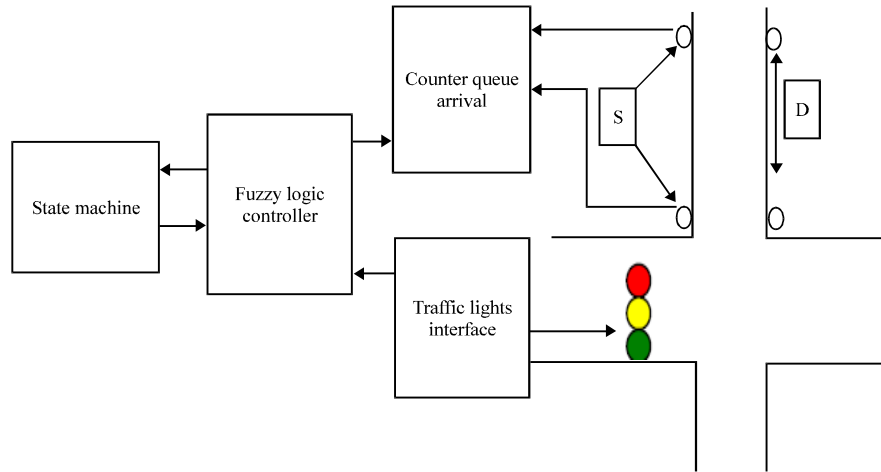 Counter queue
arrival
S
D
State machine
Fuzzy logic
controller
Traffic lights
interface